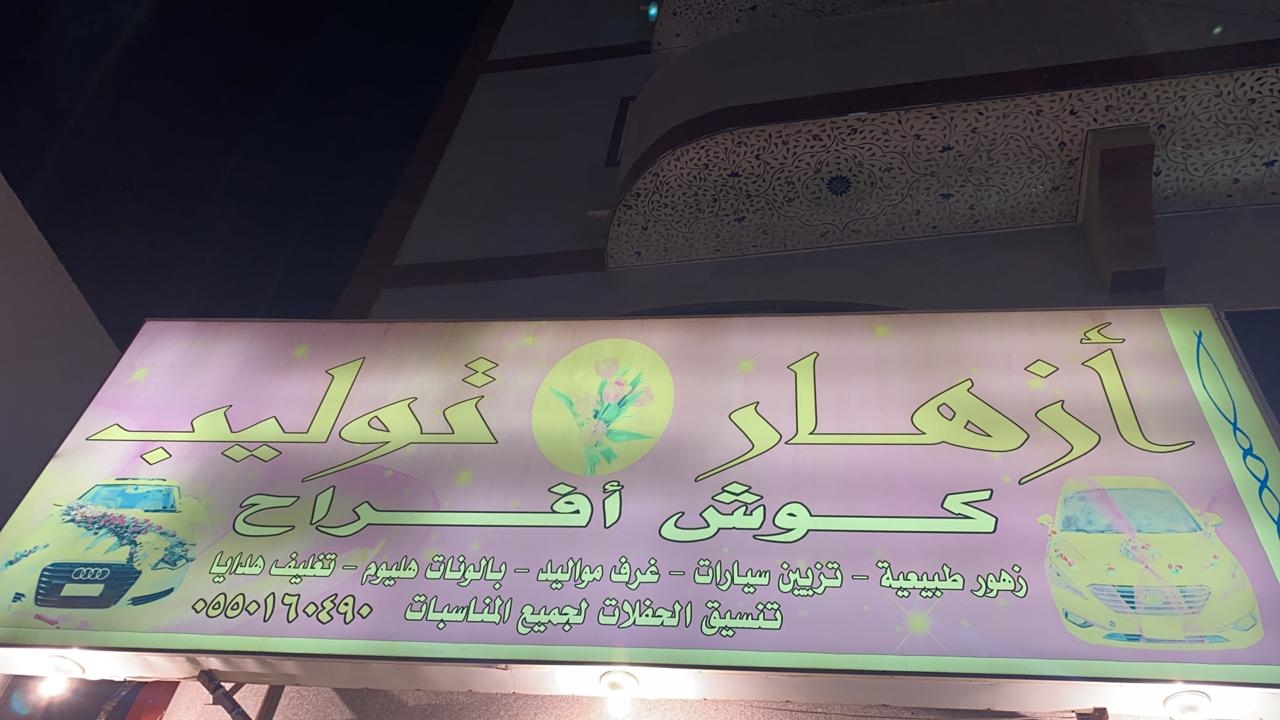 أزهار توليب
كوش أفراح
زهور طبيعية - تزيين سيارات - غرف مواليد - بالونات هليوم - تغليف هدايا
تنسيق الحفلات لجميع المناسبات ٠٥٥٠١٦٠٤٩٠